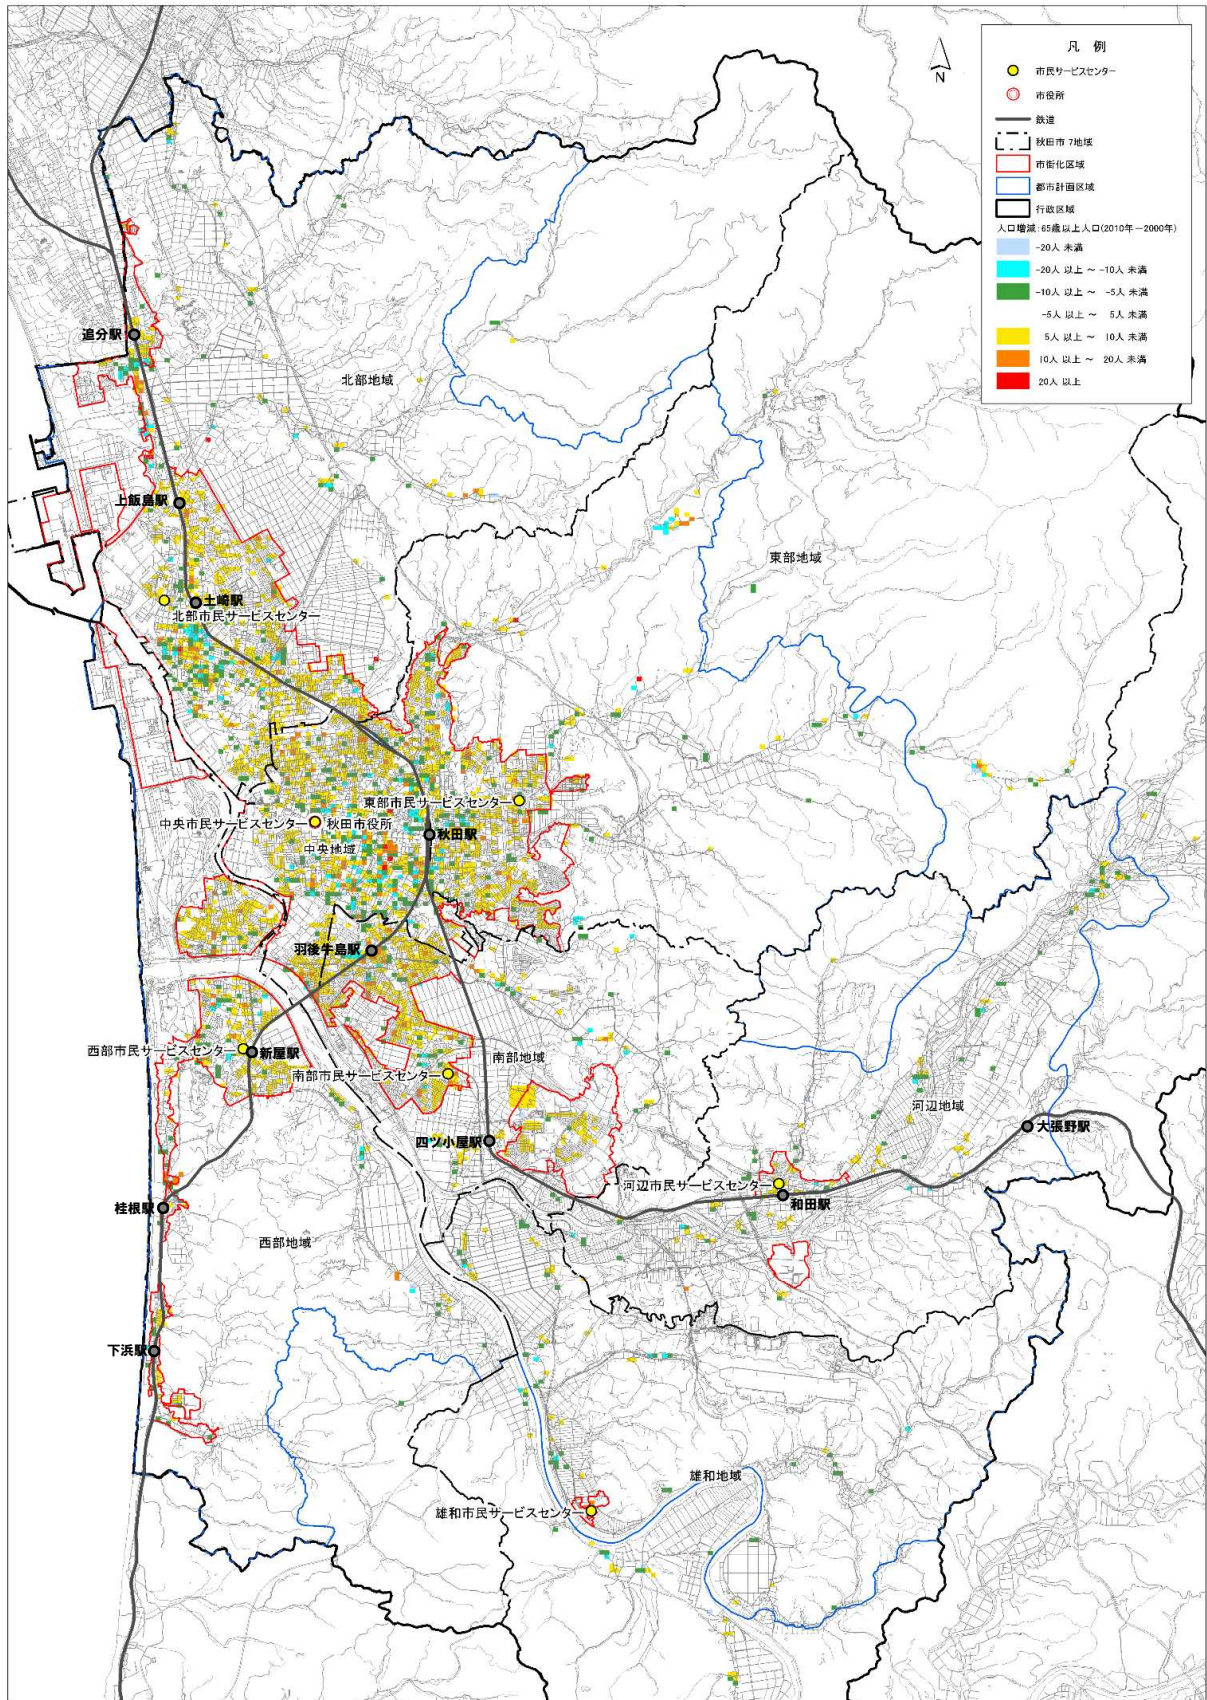 凡 例
市民サービスセンター
市役所
鉄道
秋田市 7地域
市街化区域
都市計画区域
行政区域
人口増減：65歳以上人口(2010年－2000年)
-20人 未満
-20人 以上 ～ -10人 未満
-10人 以上 ～ -5人 未満
-5人 以上 ～ 5人 未満
5人 以上 ～ 10人 未満
10人 以上 ～ 20人 未満
20人 以上
N
追分駅
北部地域
上飯島駅
東部地域
土崎駅
北部市民サービスセンター
東部市民サービスセンター
中央市民サービスセンター 秋田市役所
秋田駅
中央地域
羽後牛島駅
西部市民サービスセンター 新屋駅
南部地域
南部市民サービスセンター
河辺地域
大張野駅
四ツ小屋駅
河辺市民サービスセンター
和田駅
桂根駅
西部地域
下浜駅
雄和地域
雄和市民サービスセンター